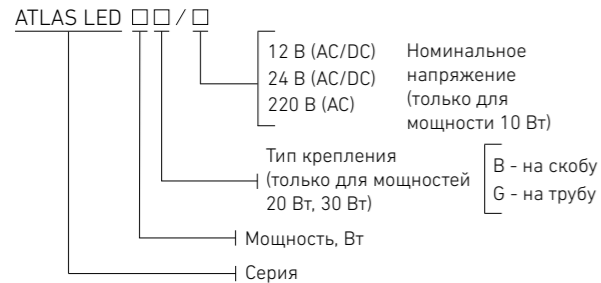 ATLAS LED □□/□
12 В (AC/DC)
24 В (AC/DC)
220 В (AC)
Номинальное
напряжение
(только для
мощности 10 Вт)
Тип крепления
(только для мощностей
20 Вт, 30 Вт)
B - на скобу
G - на трубу
Мощность, Вт
Серия